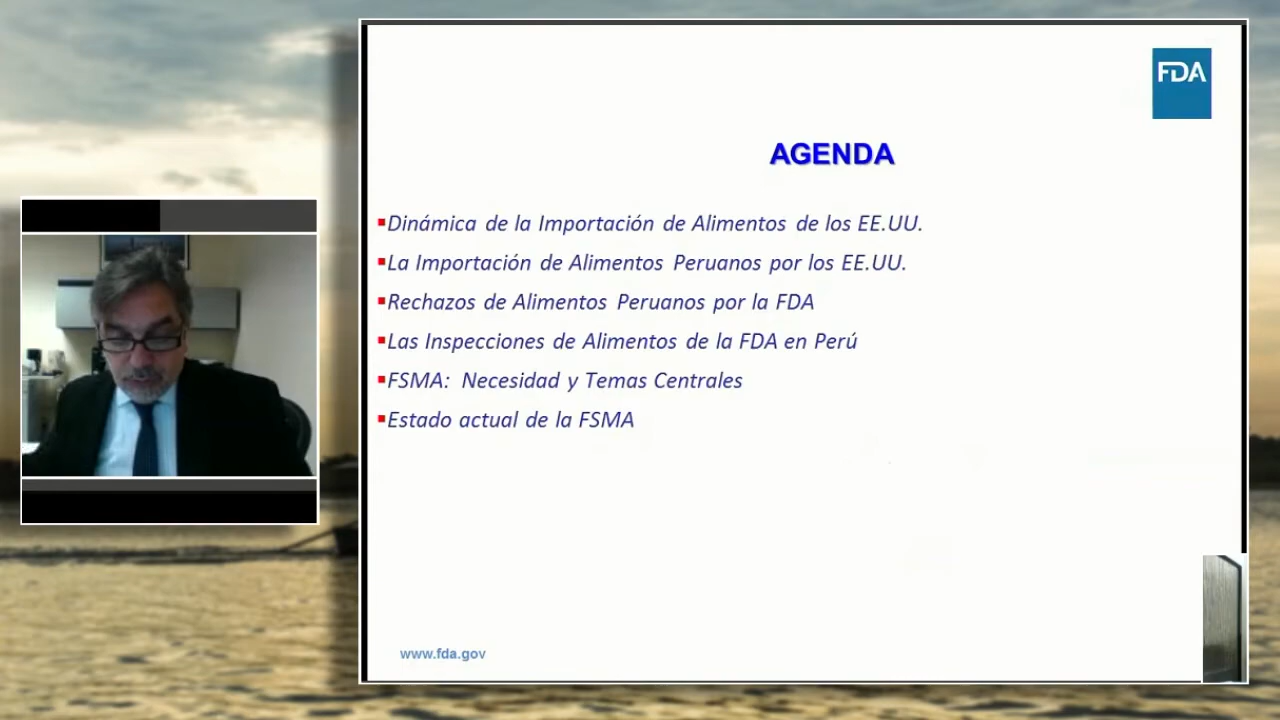 FDA
AGENDA
Dinámica de la Importación de Alimentos de los EE.UU.
La Importación de Alimentos Peruanos por los EE.UU.
Rechazos de Alimentos Peruanos por la FDA
Las Inspecciones de Alimentos de la FDA en Perú
FSMA: Necesidad y Temas Centrales
Estado actual de la FSMA
www.fda.gov